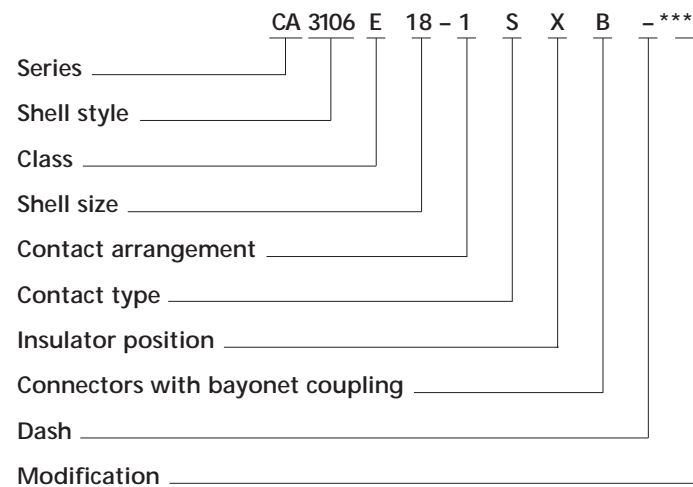 CA 3106 E 18 – 1 S X B – ***
Series
Shell style
Class
Shell size
Contact arrangement
Contact type
Insulator position
Connectors with bayonet coupling
Dash
Modification